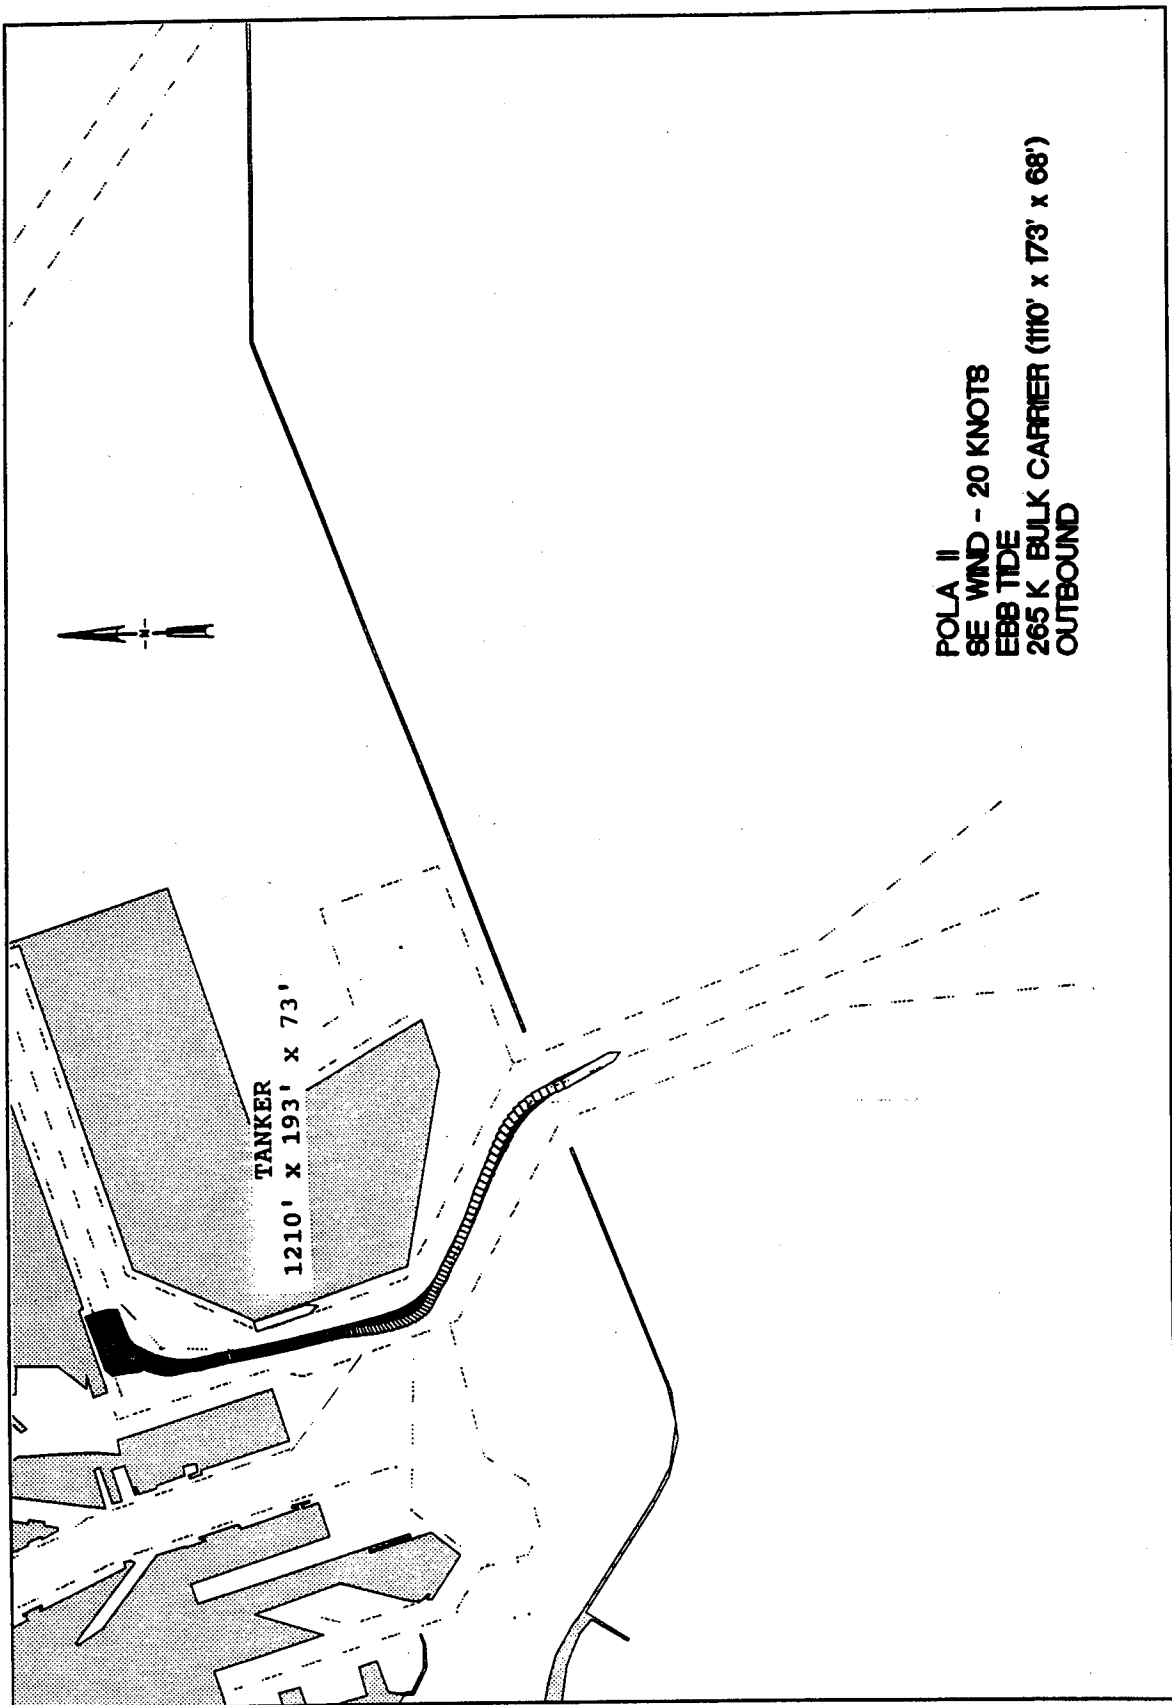 TANKER
1210' x 193' x 73'
POLA II
SE WIND - 20 KNOTS
EBB TIDE
265 K BULK CARRIER (1110' x 173' x 68')
OUTBOUND